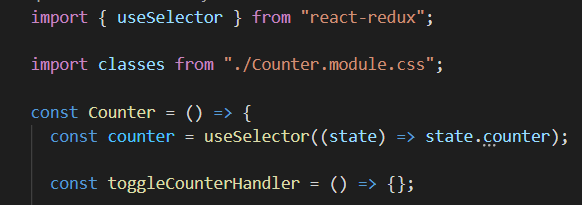 import { useSelector } from "react-redux";
import classes from "./Counter.module.css";
const Counter = () => {
const counter = useSelector((state) => state.counter);
const toggleCounterHandler = () => {};